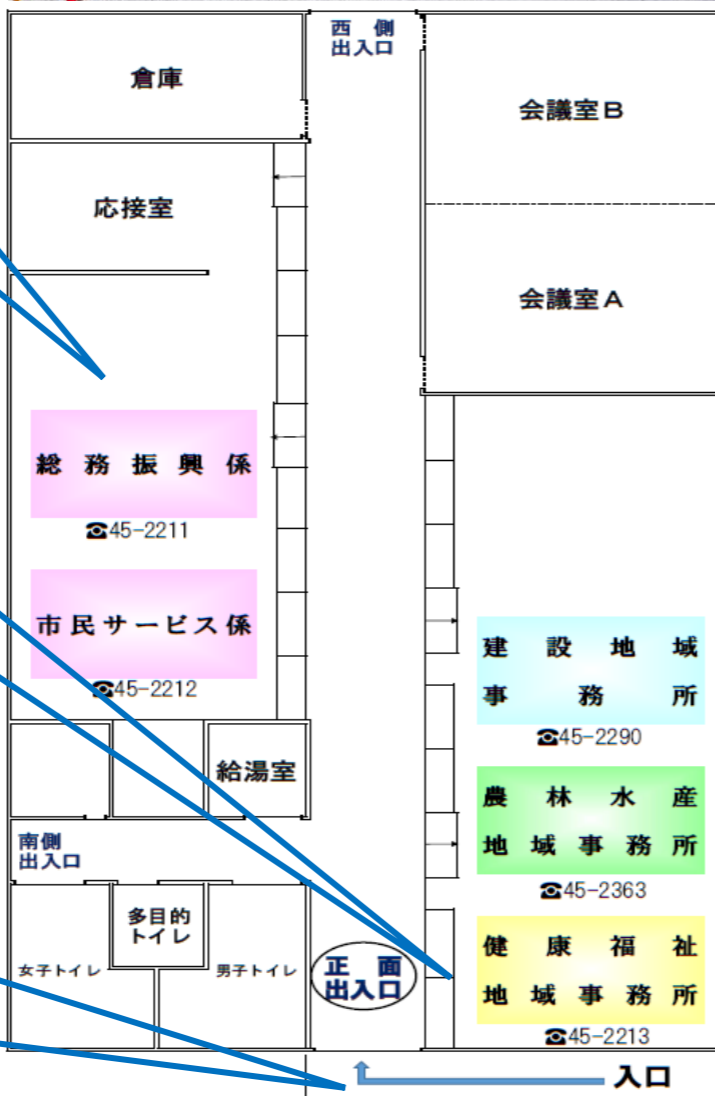 西側
出入口
倉庫
会議室B
応接室
会議室A
総務振興係
☎45-2211
市民サービス係
☎45-2212
建設地域
事務所
☎45-2290
給湯室
農林水産
地域事務所
☎45-2363
南側
出入口
多目的
トイレ
女子トイレ
男子トイレ
正面
出入口
健康福祉
地域事務所
☎45-2213
入口